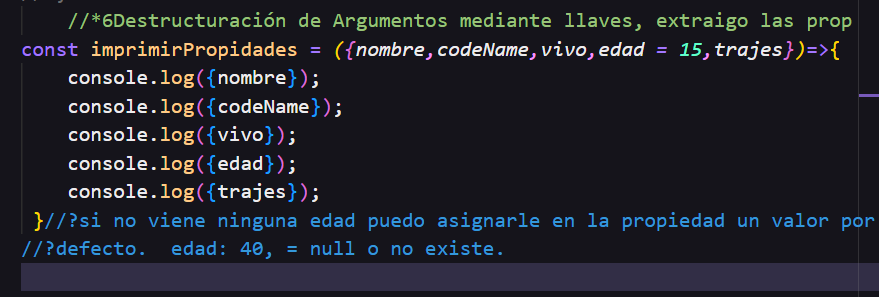 //*6Destructuración de Argumentos mediante llaves, extraigo las prop
const imprimirPropidades = ({nombre,codeName,vivo,edad = 15,trajes})=>{
console.log({nombre});
console.log({codeName});
console.log({vivo});
console.log({edad});
console.log({trajes});
}//?si no viene ninguna edad puedo asignarle en la propiedad un valor por
//?defecto.  edad: 40, = null o no existe.